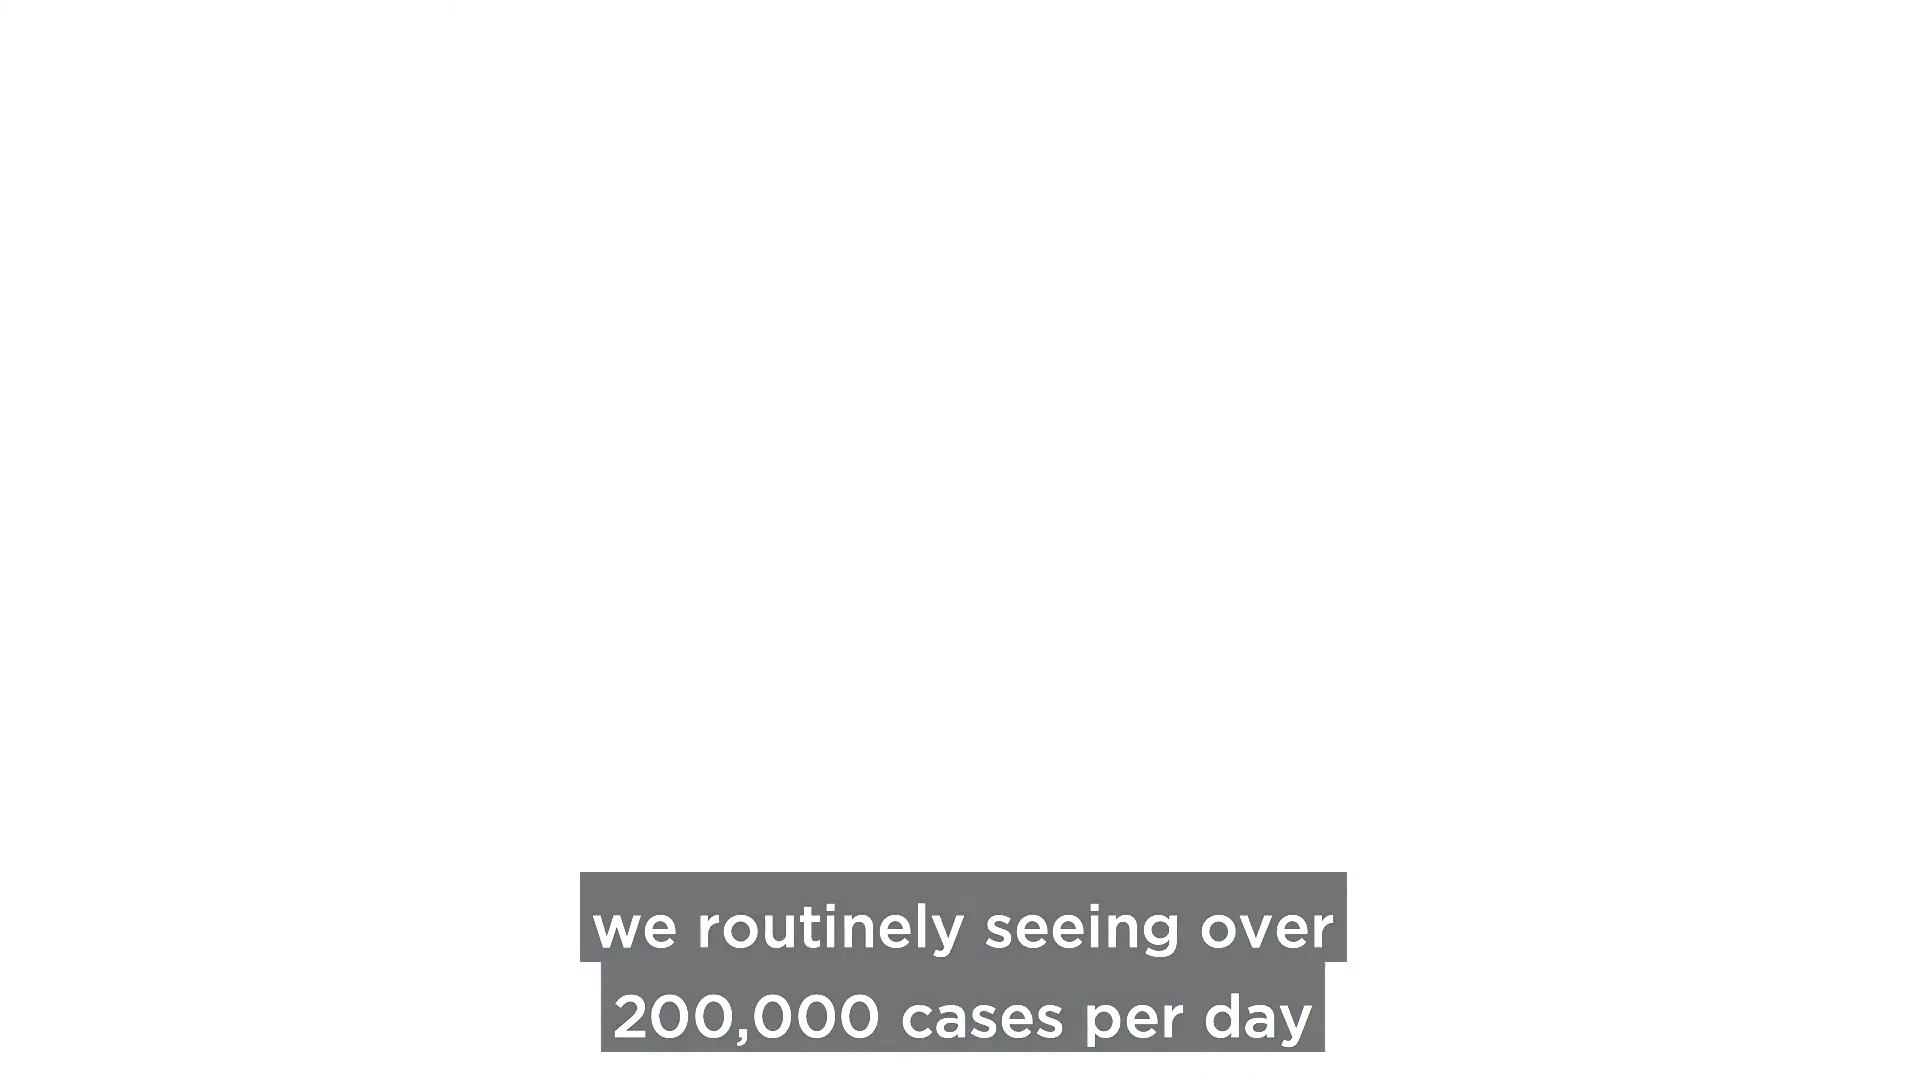 we routinely seeing over
200,000 cases per day